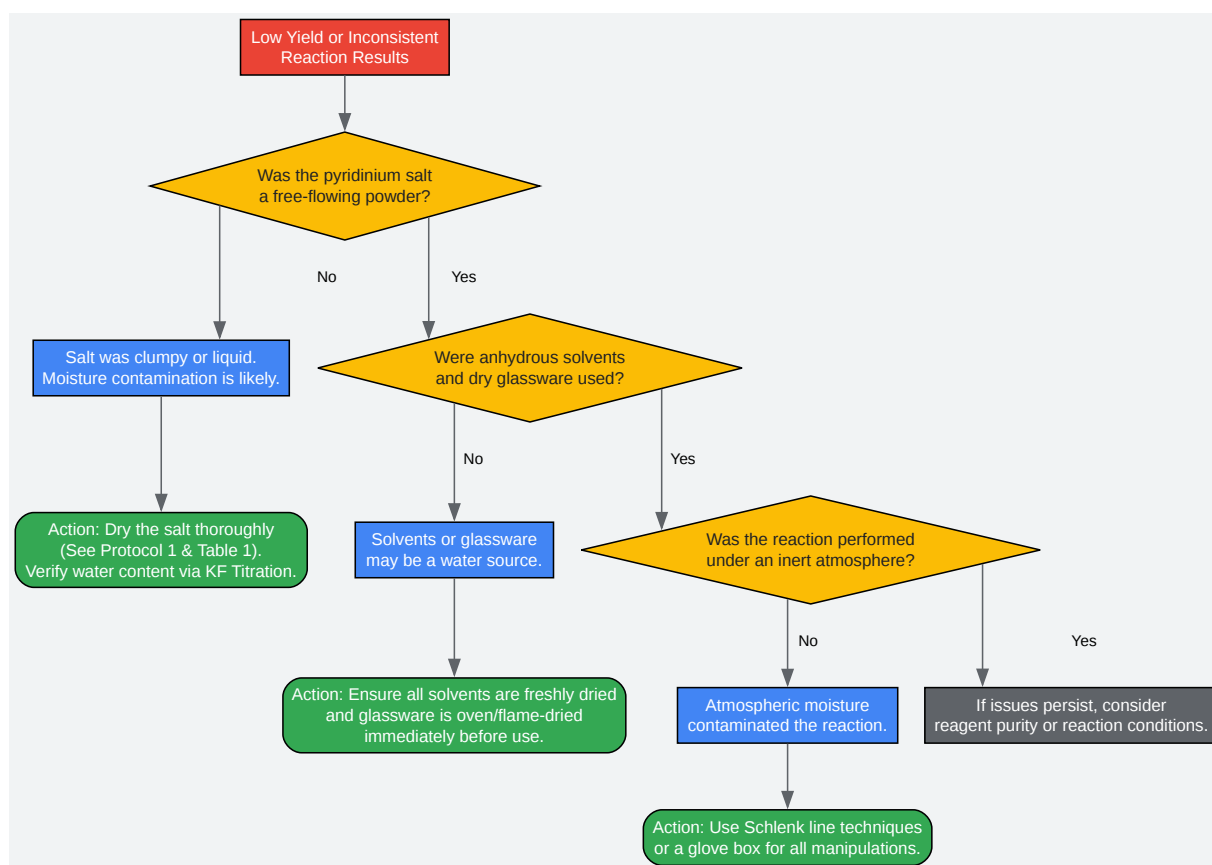 Low Yield or Inconsistent
Reaction Results
Was the pyridinium salt
a free-flowing powder?
No
Yes
Salt was clumpy or liquid.
Moisture contamination is likely.
Were anhydrous solvents
and dry glassware used?
No
Yes
Action: Dry the salt thoroughly
(See Protocol 1 & Table 1).
Verify water content via KF Titration.
Solvents or glassware
may be a water source.
Was the reaction performed
under an inert atmosphere?
No
Yes
Action: Ensure all solvents are freshly dried
and glassware is oven/flame-dried
immediately before use.
Atmospheric moisture
contaminated the reaction.
If issues persist, consider
reagent purity or reaction conditions.
Action: Use Schlenk line techniques
or a glove box for all manipulations.